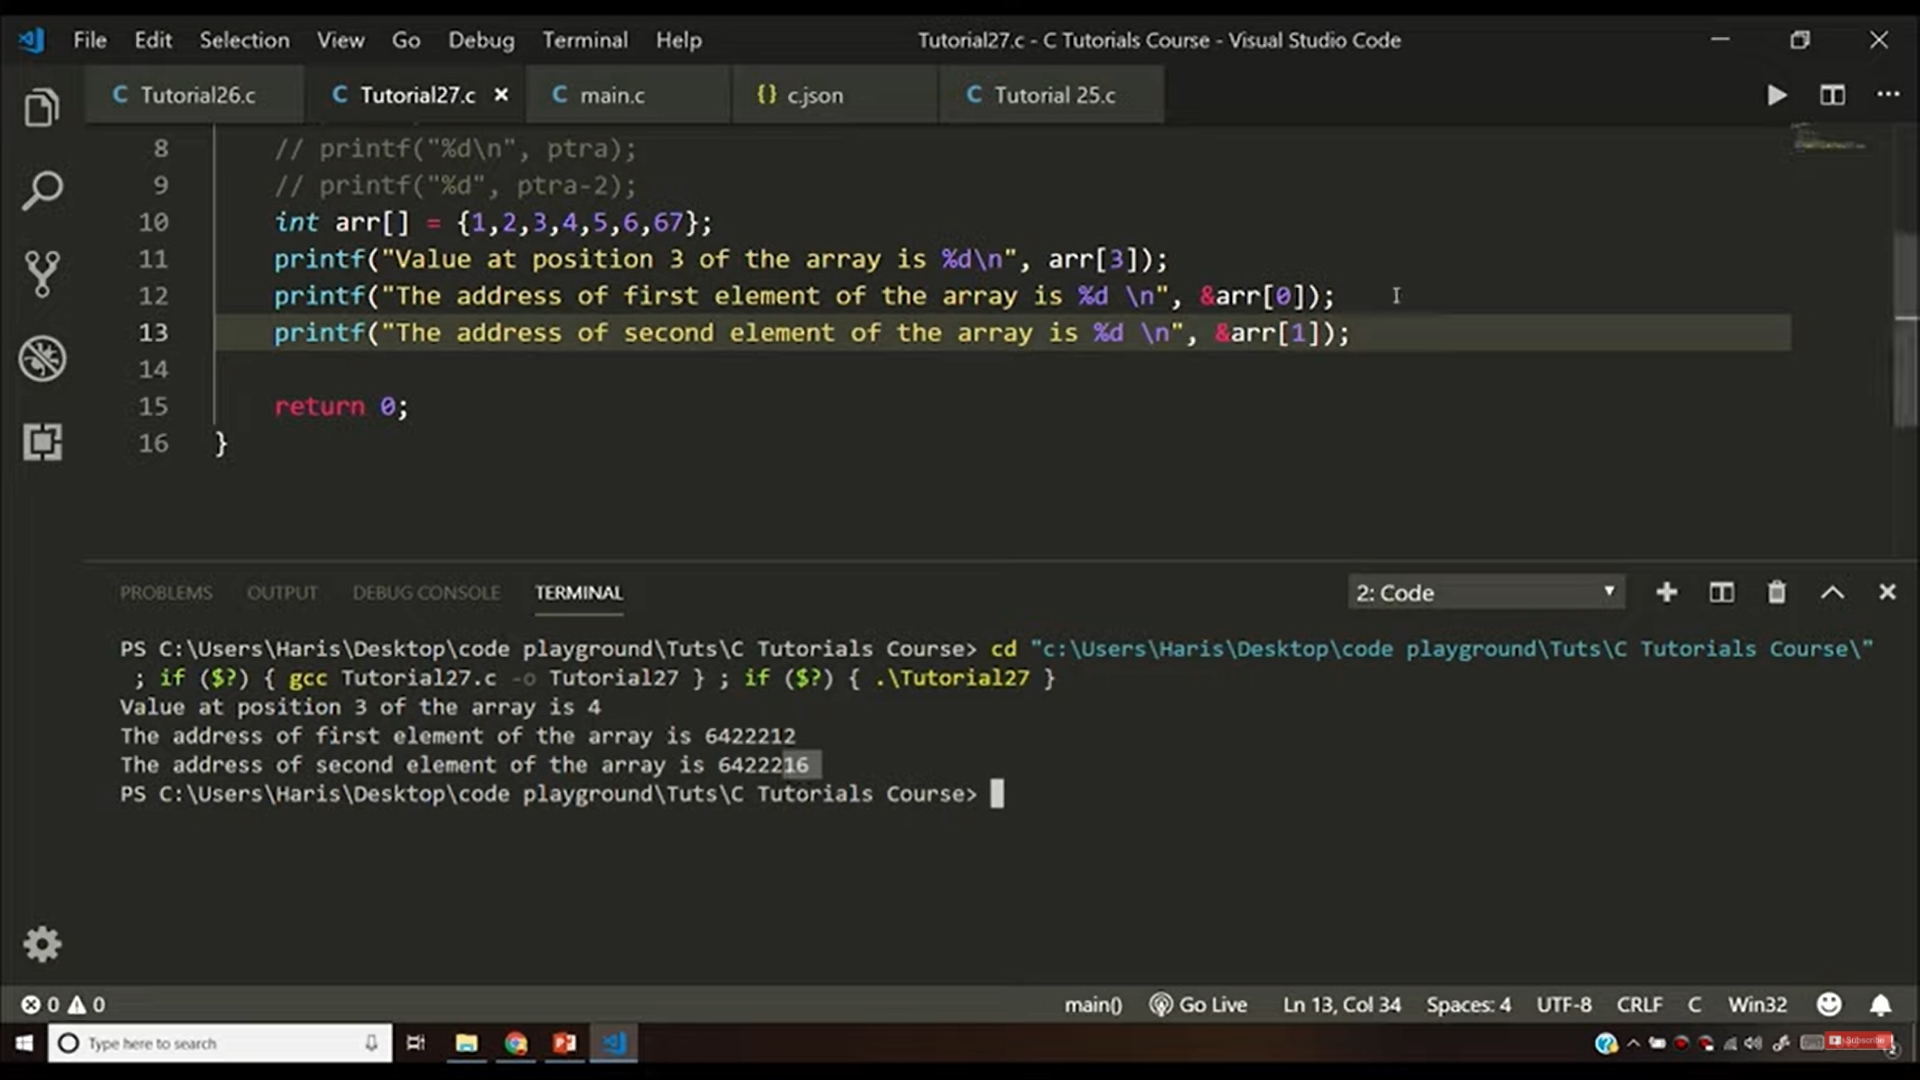 File Edit Selection View Go Debug Terminal Help
Tutorial27.c - C Tutorials Course - Visual Studio Code
C Tutorial26.c C Tutorial27.c × C main.c {} c.json C Tutorial 25.c
8 // printf("%d\n", ptra);
9 // printf("%d", ptra-2);
10 int arr[] = {1,2,3,4,5,6,67};
11 printf("Value at position 3 of the array is %d\n", arr[3]);
12 printf("The address of first element of the array is %d \n", &arr[0]);
13 printf("The address of second element of the array is %d \n", &arr[1]);
14
15 return 0;
16 }
PROBLEMS OUTPUT DEBUG CONSOLE TERMINAL 2: Code
PS C:\Users\Haris\Desktop\code playground\Tuts\C Tutorials Course> cd "c:\Users\Haris\Desktop\code playground\Tuts\C Tutorials Course\"
; if ($?) { gcc Tutorial27.c -o Tutorial27 } ; if ($?) { .\Tutorial27 }
Value at position 3 of the array is 4
The address of first element of the array is 6422212
The address of second element of the array is 6422216
PS C:\Users\Haris\Desktop\code playground\Tuts\C Tutorials Course>
0 0 main() Go Live Ln 13, Col 34 Spaces: 4 UTF-8 CRLF C Win32
Type here to search
Subscribe